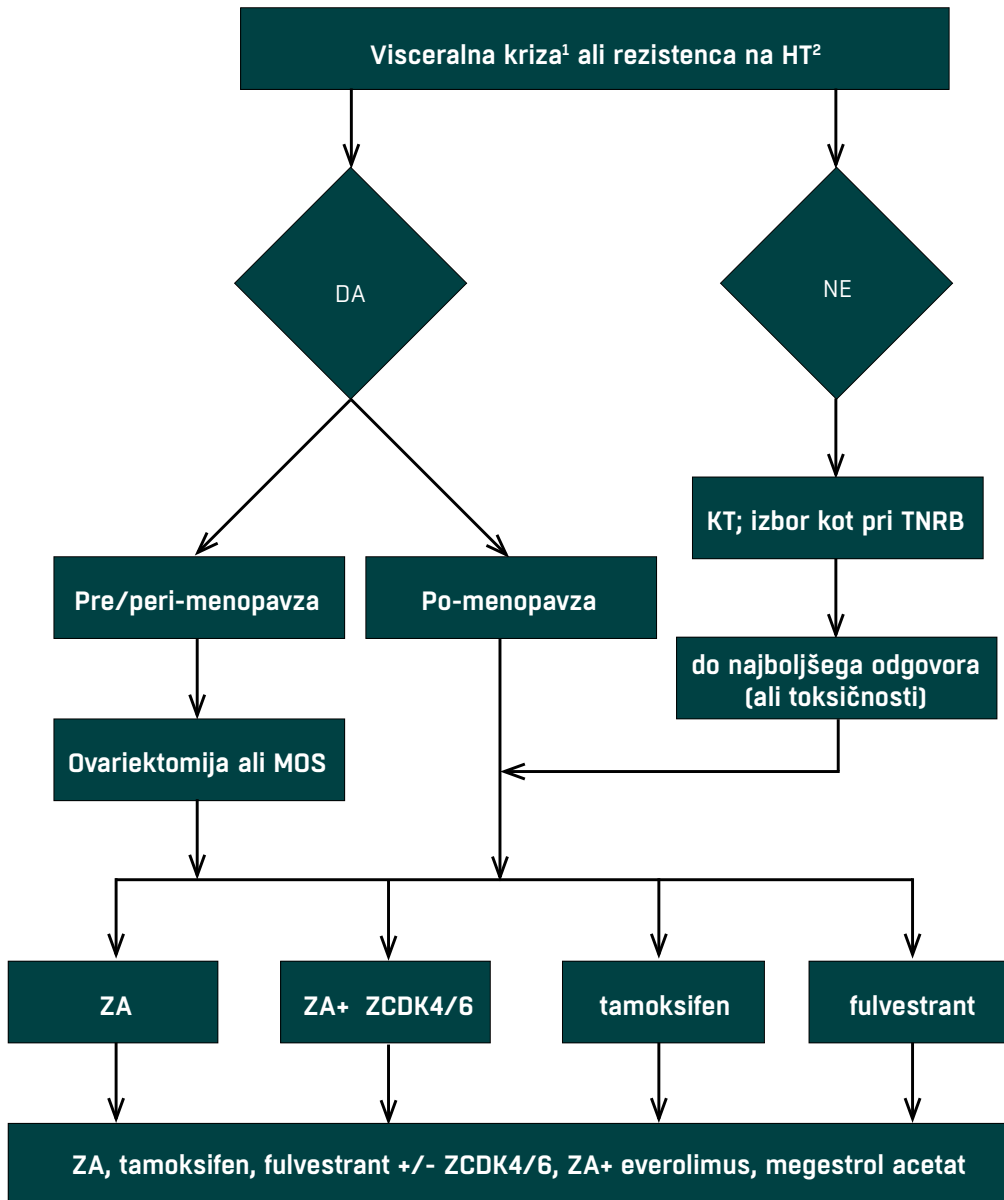 Visceralna kriza¹ ali rezistenca na HT²
DA
NE
KT; izbor kot pri TNRB
Pre/peri-menopavza
Po-menopavza
do najboljšega odgovora
(ali toksičnosti)
Ovariektomija ali MOS
ZA
ZA+ ZCDK4/6
tamoksifen
fulvestrant
ZA, tamoksifen, fulvestrant +/- ZCDK4/6, ZA+ everolimus, megestrol acetat